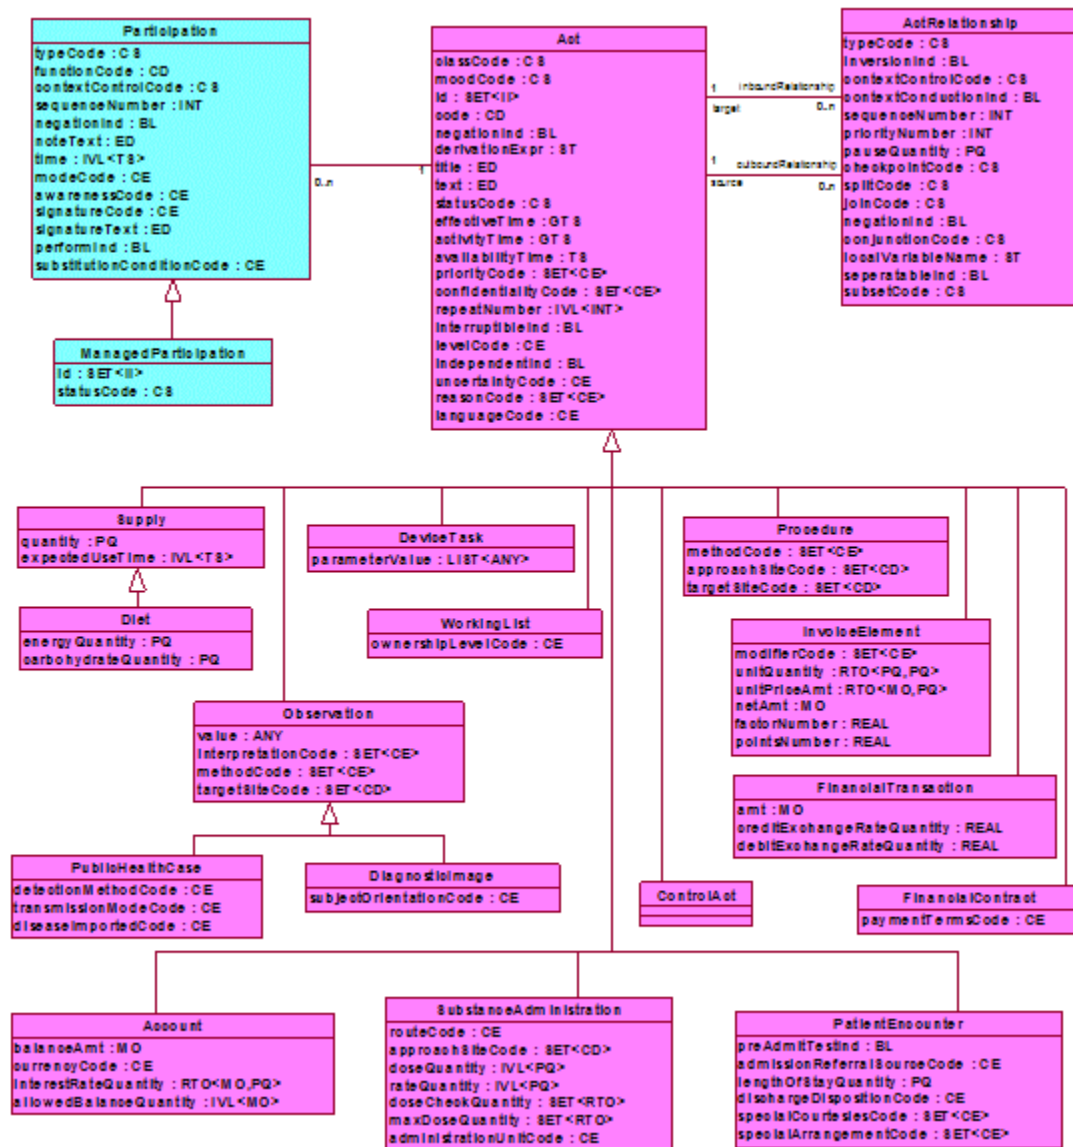 Participation
typeCode : CS
functionCode : CD
contextControlCode : CS
sequenceNumber : INT
negationInd : BL
noteText : ED
time : IVL<TS>
modeCode : CE
awarenessCode : CE
signatureCode : CE
signatureText : ED
performInd : BL
substitutionConditionCode : CE
ManagedParticipation
id : SET<II>
statusCode : CS
0..n
1
Act
classCode : CS
moodCode : CS
id : SET<II>
code : CD
negationInd : BL
derivationExpr : ST
title : ED
text : ED
statusCode : CS
effectiveTime : GTS
activityTime : GTS
availabilityTime : TS
priorityCode : SET<CE>
confidentialityCode : SET<CE>
repeatNumber : IVL<INT>
interruptibleInd : BL
levelCode : CE
independentInd : BL
uncertaintyCode : CE
reasonCode : SET<CE>
languageCode : CE
1 inboundRelationship
target 0..n
1 outboundRelationship
source 0..n
ActRelationship
typeCode : CS
inversionInd : BL
contextControlCode : CS
contextConductionInd : BL
sequenceNumber : INT
priorityNumber : INT
pauseQuantity : PQ
checkpointCode : CS
splitCode : CS
joinCode : CS
negationInd : BL
conjunctionCode : CS
localVariableName : ST
seperatableInd : BL
subsetCode : CS
Supply
quantity : PQ
expectedUseTime : IVL<TS>
Diet
energyQuantity : PQ
carbohydrateQuantity : PQ
DeviceTask
parameterValue : LIST<ANY>
WorkingList
ownershipLevelCode : CE
Procedure
methodCode : SET<CE>
approachSiteCode : SET<CD>
targetSiteCode : SET<CD>
InvoiceElement
modifierCode : SET<CE>
unitQuantity : RTO<PQ,PQ>
unitPriceAmt : RTO<MO,PQ>
netAmt : MO
factorNumber : REAL
pointsNumber : REAL
Observation
value : ANY
interpretationCode : SET<CE>
methodCode : SET<CE>
targetSiteCode : SET<CD>
FinancialTransaction
amt : MO
creditExchangeRateQuantity : REAL
debitExchangeRateQuantity : REAL
PublicHealthCase
detectionMethodCode : CE
transmissionModeCode : CE
diseaseImportedCode : CE
DiagnosticImage
subjectOrientationCode : CE
ControlAct
FinancialContract
paymentTermsCode : CE
Account
balanceAmt : MO
currencyCode : CE
interestRateQuantity : RTO<MO,PQ>
allowedBalanceQuantity : IVL<MO>
SubstanceAdministration
routeCode : CE
approachSiteCode : SET<CD>
doseQuantity : IVL<PQ>
rateQuantity : IVL<PQ>
doseCheckQuantity : SET<RTO>
maxDoseQuantity : SET<RTO>
administrationUnitCode : CE
PatientEncounter
preAdmitTestInd : BL
admissionReferralSourceCode : CE
lengthOfStayQuantity : PQ
dischargeDispositionCode : CE
specialCourtesiesCode : SET<CE>
specialArrangementCode : SET<CE>